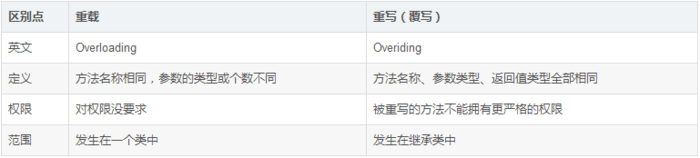 区别点 重载 重写（覆写）
英文 Overloading Overiding
定义 方法名称相同，参数的类型或个数不同 方法名称、参数类型、返回值类型全部相同
权限 对权限没要求 被重写的方法不能拥有更严格的权限
范围 发生在一个类中 发生在继承类中